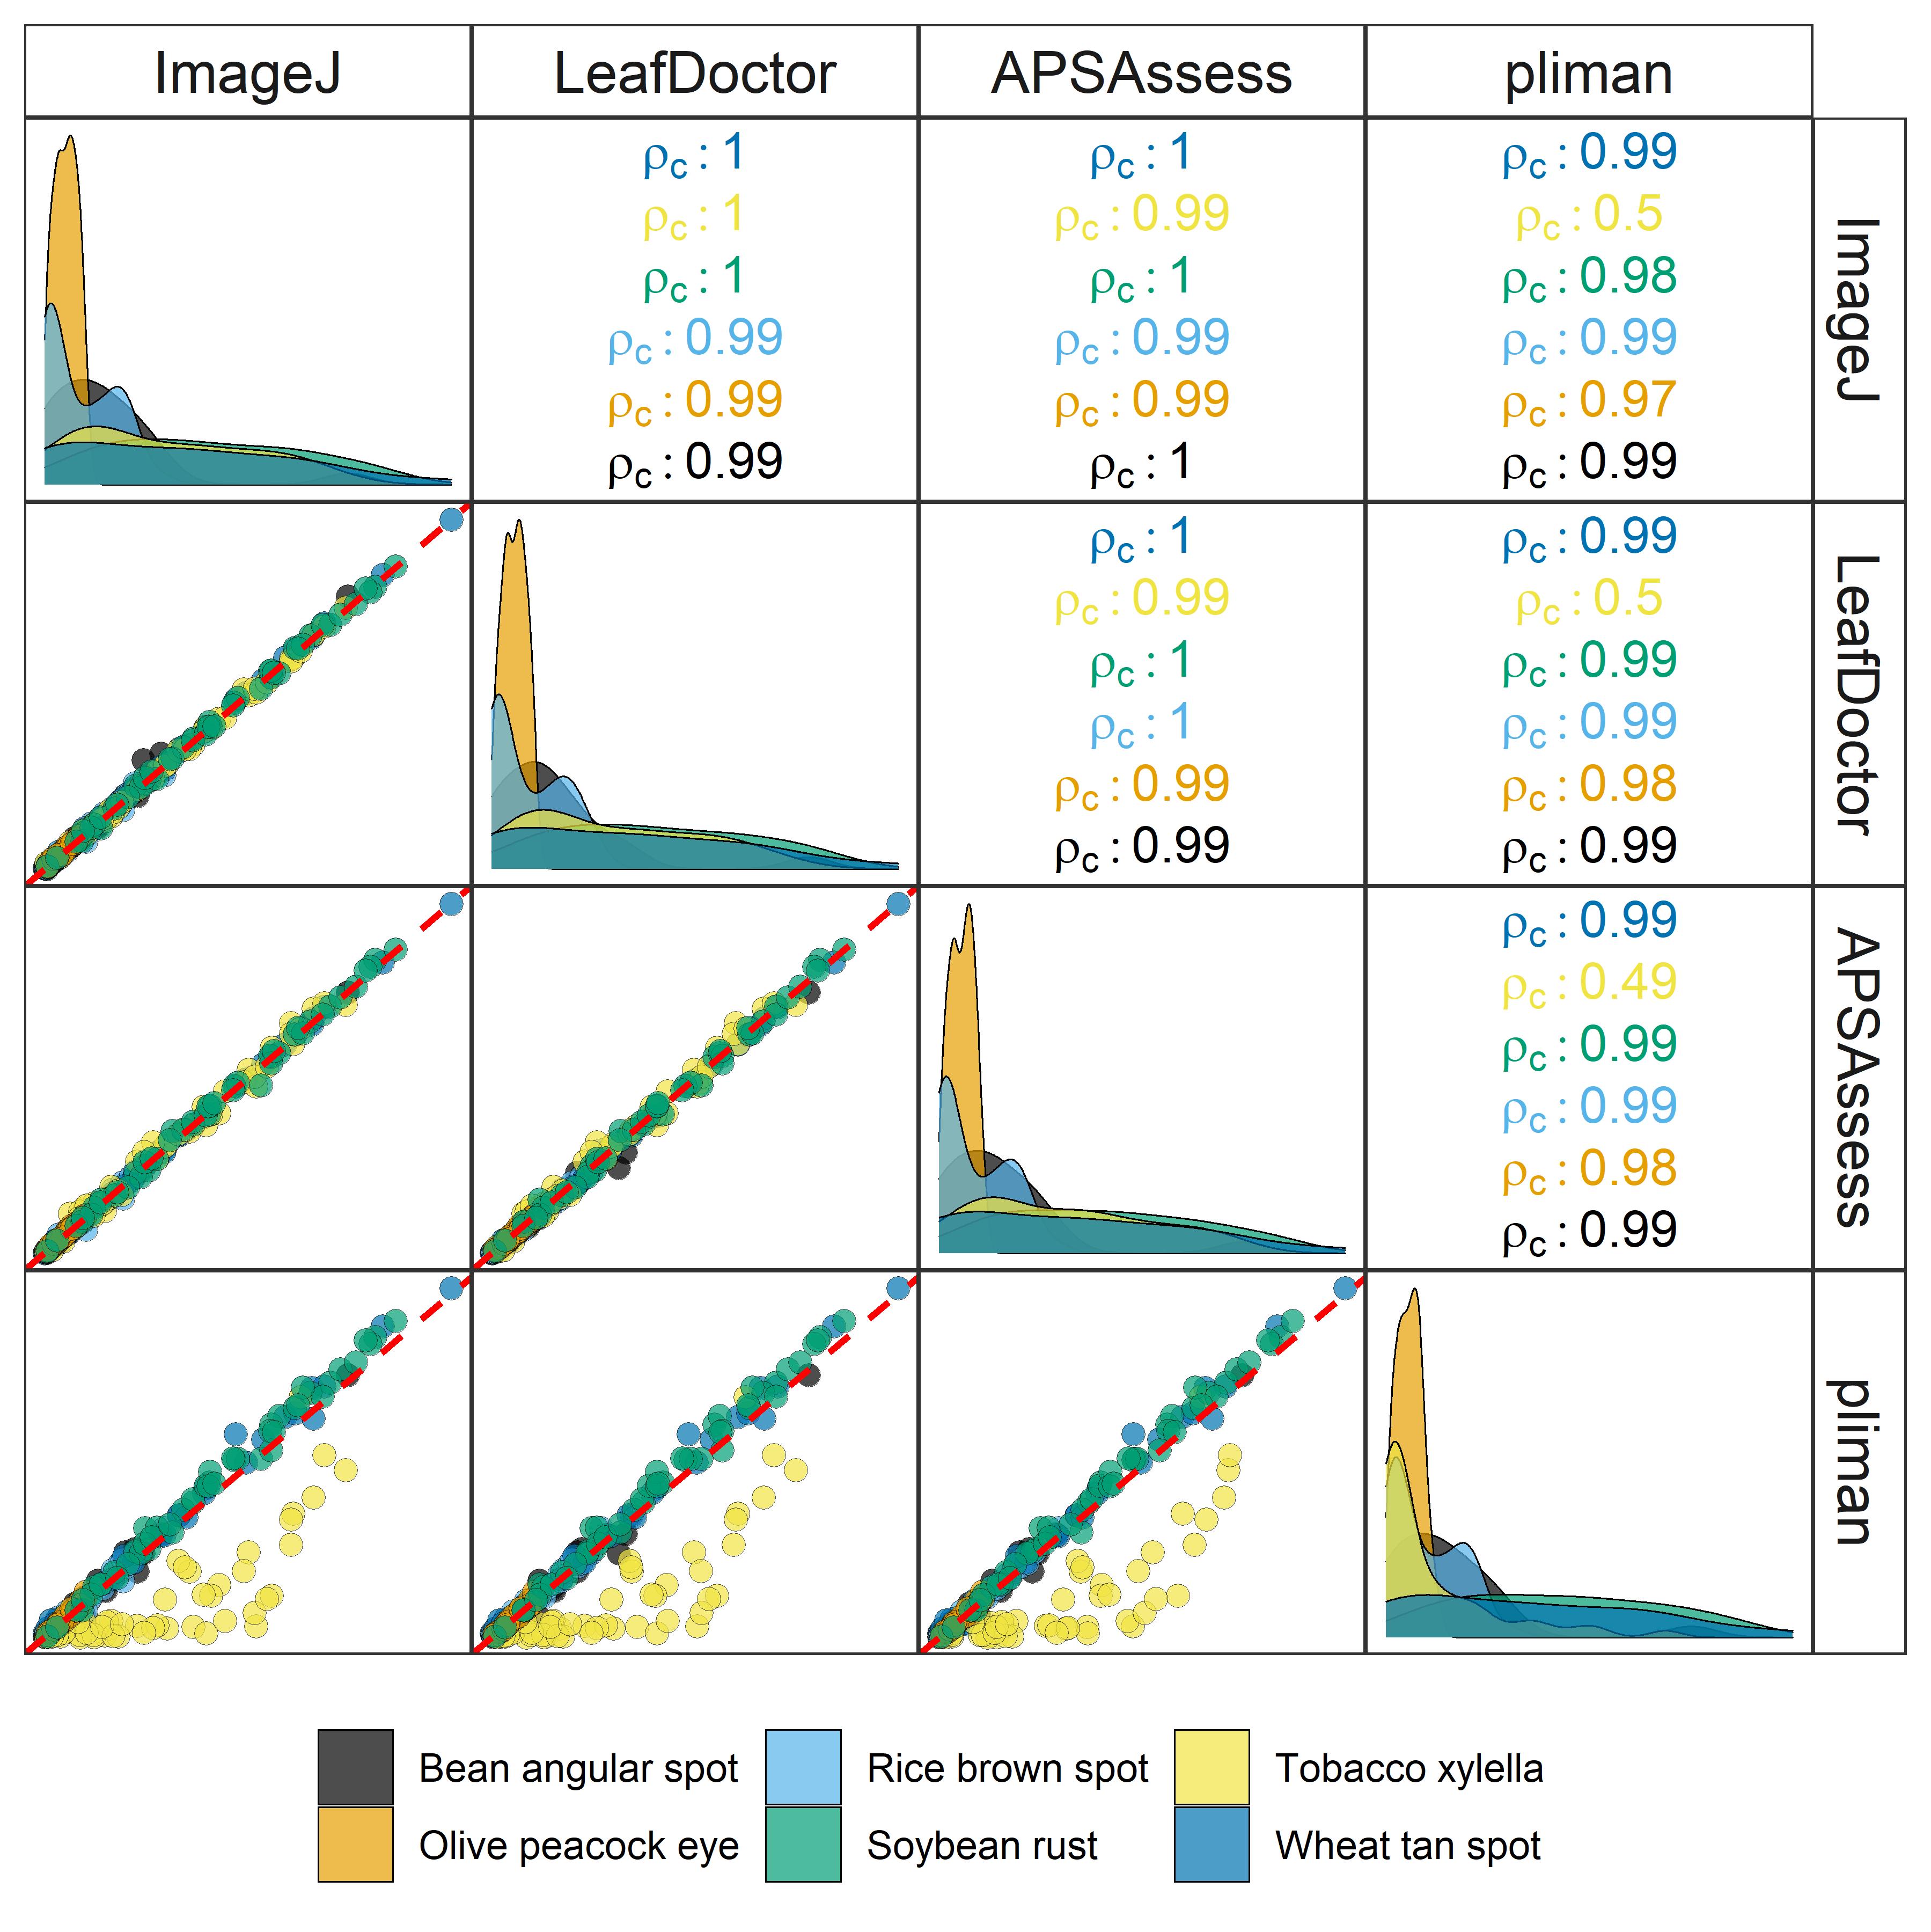 ImageJ LeafDoctor APSAssess pliman
ρc : 1 ρc : 1 ρc : 0.99
ρc : 1 ρc : 0.99 ρc : 0.5
ρc : 1 ρc : 1 ρc : 0.98
ρc : 0.99 ρc : 0.99 ρc : 0.99
ρc : 0.99 ρc : 0.99 ρc : 0.97
ρc : 0.99 ρc : 1 ρc : 0.99
ImageJ
ρc : 1 ρc : 0.99
ρc : 0.99 ρc : 0.5
ρc : 1 ρc : 0.99
ρc : 1 ρc : 0.99
ρc : 0.99 ρc : 0.98
ρc : 0.99 ρc : 0.99
LeafDoctor
ρc : 0.99
ρc : 0.49
ρc : 0.99
ρc : 0.99
ρc : 0.98
ρc : 0.99
APSAssess
pliman
Bean angular spot Rice brown spot Tobacco xylella
Olive peacock eye Soybean rust Wheat tan spot